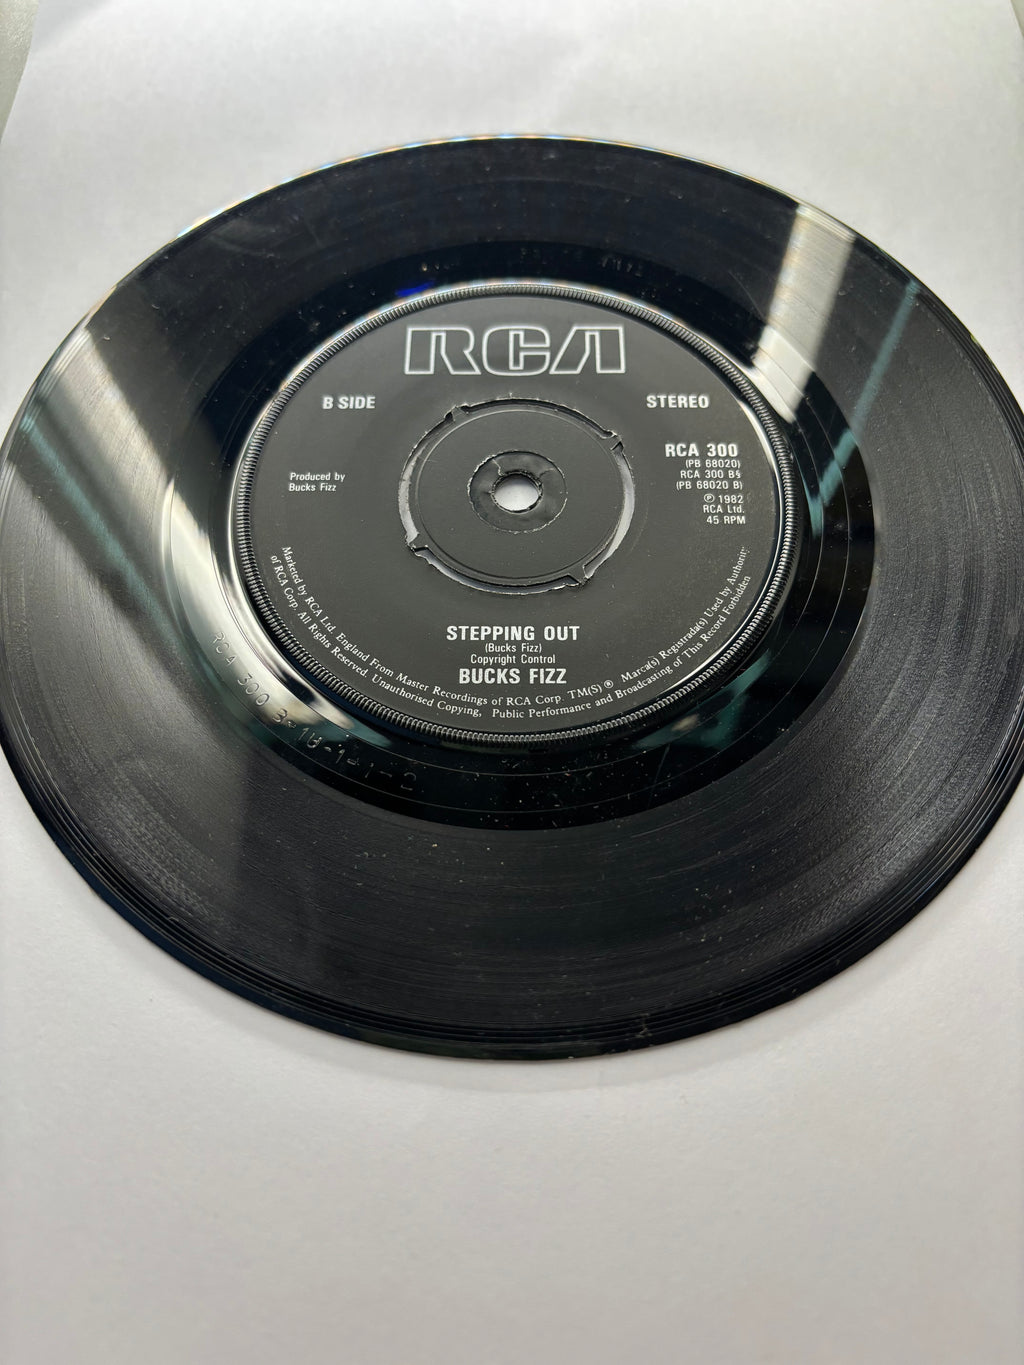 RCA
B SIDE
STEREO
Produced by
Bucks Fizz
RCA 300
(PB 68020)
RCA 300 B§
(PB 68020 B)
℗ 1982
RCA Ltd.
45 RPM
STEPPING OUT
(Bucks Fizz)
Copyright Control
BUCKS FIZZ
Marketed by RCA Ltd. England From Master Recordings of RCA Corp. TM(S) ® Marca(s) Registrada(s) Used by Authority
of RCA Corp. All Rights Reserved. Unauthorised Copying, Public Performance and Broadcasting of This Record Forbidden
RCA 300